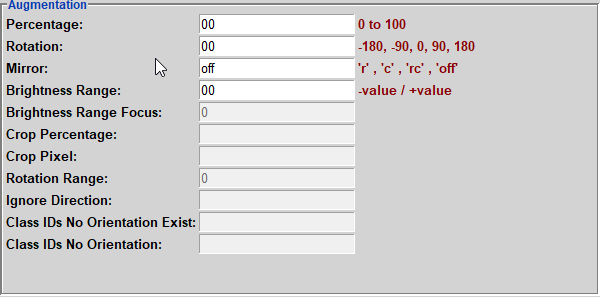 Augmentation
Percentage: 00 0 to 100
Rotation: 00 -180, -90, 0, 90, 180
Mirror: off 'r' , 'c' , 'rc' , 'off'
Brightness Range: 00 -value / +value
Brightness Range Focus: 0
Crop Percentage:
Crop Pixel:
Rotation Range: 0
Ignore Direction:
Class IDs No Orientation Exist:
Class IDs No Orientation: